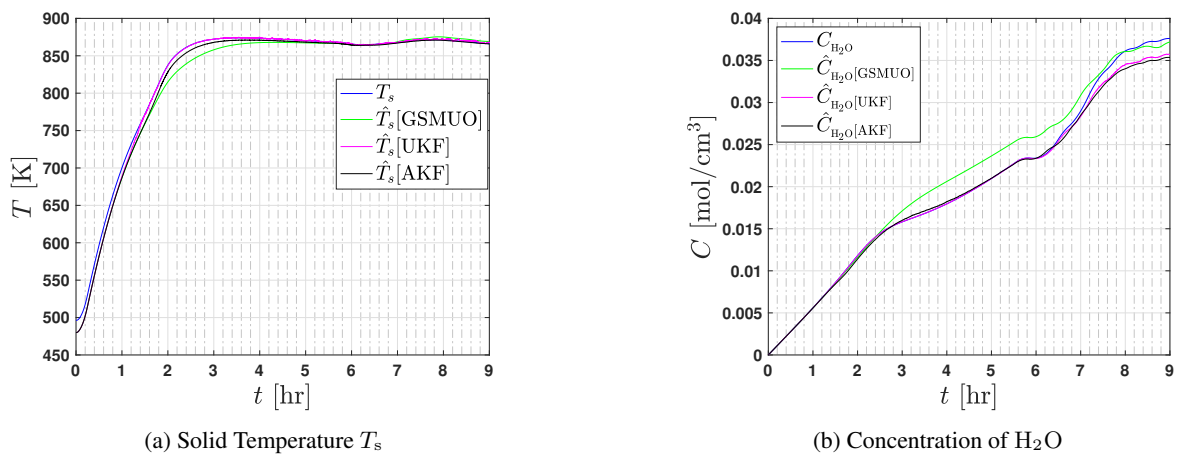 900
850
800
750
700
650
600
550
500
450
T [K]
0 1 2 3 4 5 6 7 8 9
t [hr]
T_s
T̂_s[GSMUO]
T̂_s[UKF]
T̂_s[AKF]
(a) Solid Temperature T_s
0.04
0.035
0.03
0.025
0.02
0.015
0.01
0.005
0
C [mol/cm³]
0 1 2 3 4 5 6 7 8 9
t [hr]
C_H₂O
Ĉ_H₂O[GSMUO]
Ĉ_H₂O[UKF]
Ĉ_H₂O[AKF]
(b) Concentration of H₂O